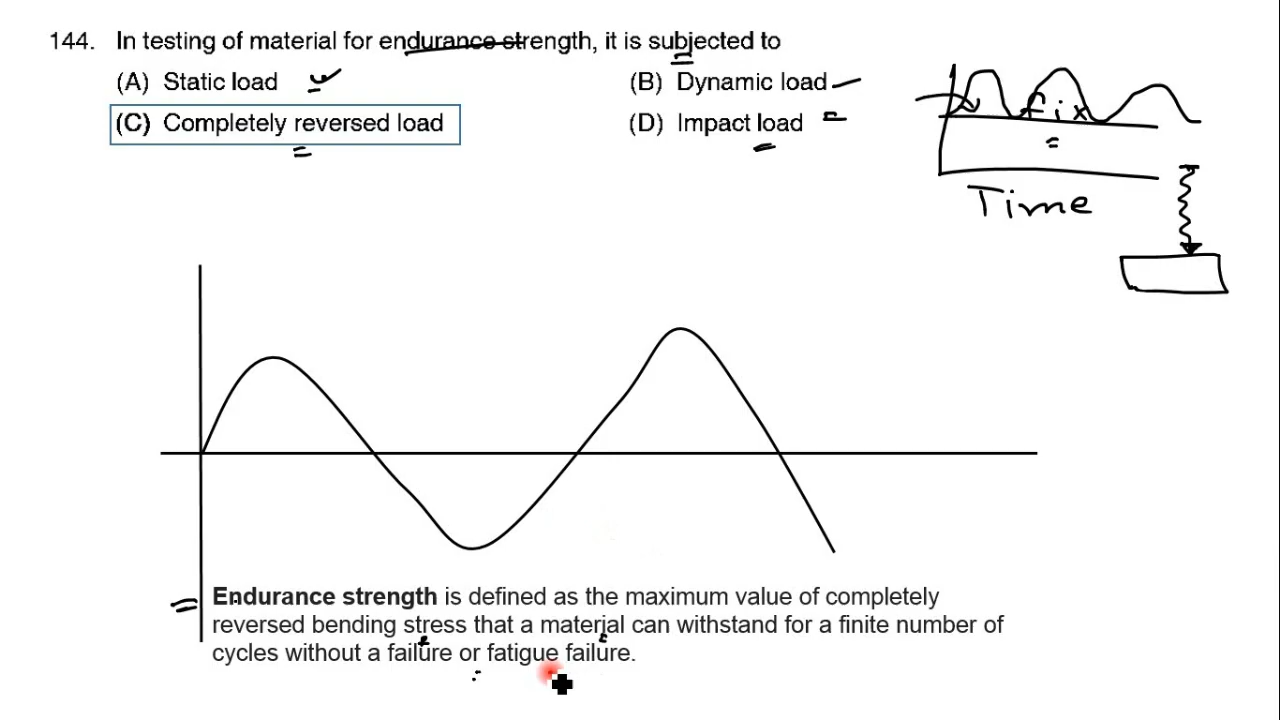 144. In testing of material for endurance strength, it is subjected to
(A) Static load
(B) Dynamic load
(C) Completely reversed load
(D) Impact load
fix
Time
Endurance strength is defined as the maximum value of completely
reversed bending stress that a material can withstand for a finite number of
cycles without a failure or fatigue failure.